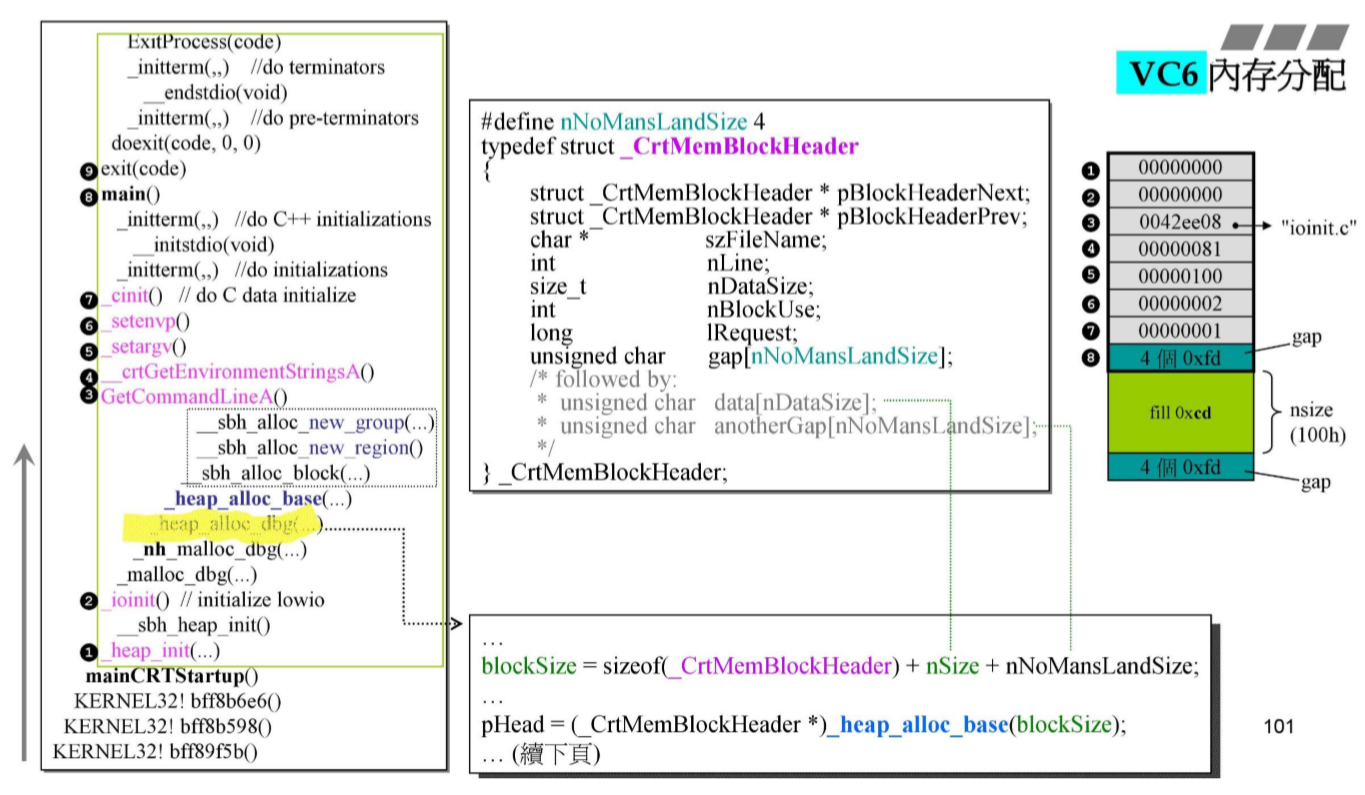 ExitProcess(code)
_initterm(,,) //do terminators
__endstdio(void)
_initterm(,,) //do pre-terminators
doexit(code, 0, 0)
❾ exit(code)
❽ main()
_initterm(,,) //do C++ initializations
__initstdio(void)
_initterm(,,) //do initializations
❼ _cinit() // do C data initialize
❻ _setenvp()
❺ _setargv()
❹ __crtGetEnvironmentStringsA()
❸ GetCommandLineA()
__sbh_alloc_new_group(...)
__sbh_alloc_new_region()
__sbh_alloc_block(...)
_heap_alloc_base(...)
_heap_alloc_dbg(...)
_nh_malloc_dbg(...)
_malloc_dbg(...)
❷ _ioinit() // initialize lowio
__sbh_heap_init()
❶ _heap_init(...)
mainCRTStartup()
KERNEL32! bff8b6e6()
KERNEL32! bff8b598()
KERNEL32! bff89f5b()
#define nNoMansLandSize 4
typedef struct _CrtMemBlockHeader
{
struct _CrtMemBlockHeader * pBlockHeaderNext;
struct _CrtMemBlockHeader * pBlockHeaderPrev;
char * szFileName;
int nLine;
size_t nDataSize;
int nBlockUse;
long lRequest;
unsigned char gap[nNoMansLandSize];
/* followed by:
* unsigned char data[nDataSize];
* unsigned char anotherGap[nNoMansLandSize];
*/
} _CrtMemBlockHeader;
...
blockSize = sizeof(_CrtMemBlockHeader) + nSize + nNoMansLandSize;
...
pHead = (_CrtMemBlockHeader *)_heap_alloc_base(blockSize);
... (續下頁)
VC6 內存分配
❶ 00000000
❷ 00000000
❸ 0042ee08 "ioinit.c"
❹ 00000081
❺ 00000100
❻ 00000002
❼ 00000001
❽ 4 個 0xfd gap
fill 0xcd
nsize
(100h)
4 個 0xfd
gap
101